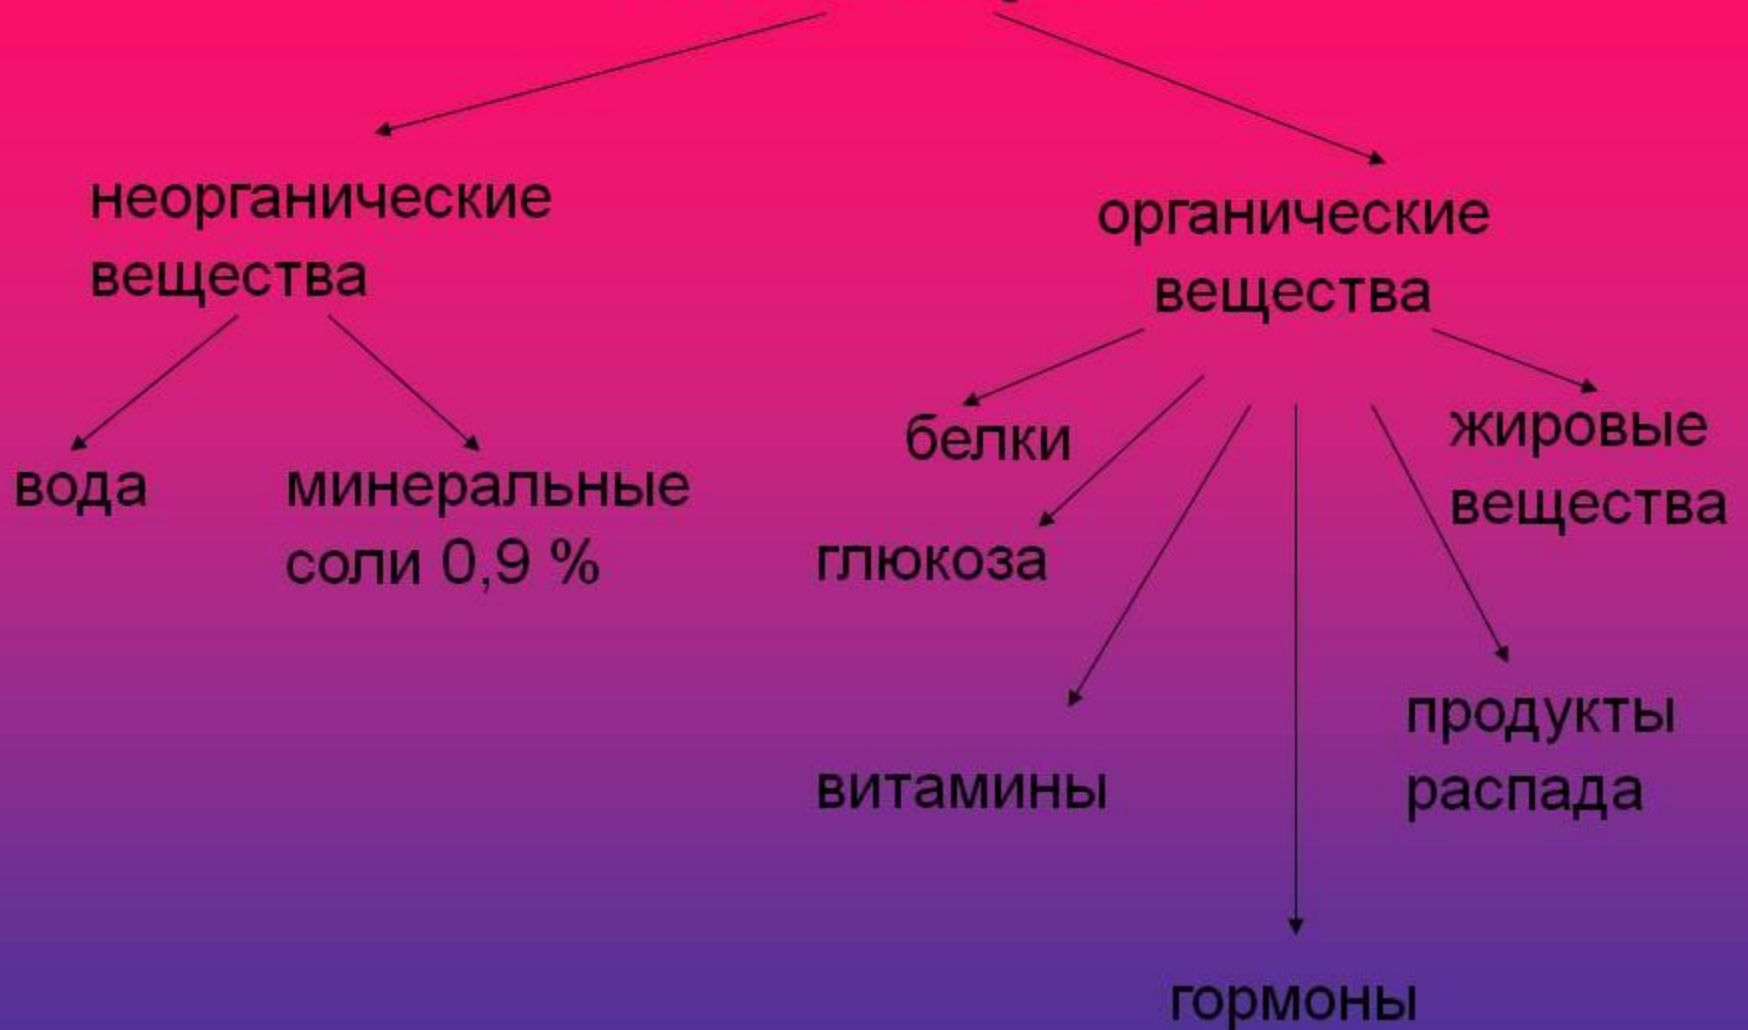 неорганические
вещества
органические
вещества
вода
минеральные
соли 0,9 %
белки
глюкоза
витамины
гормоны
продукты
распада
жировые
вещества